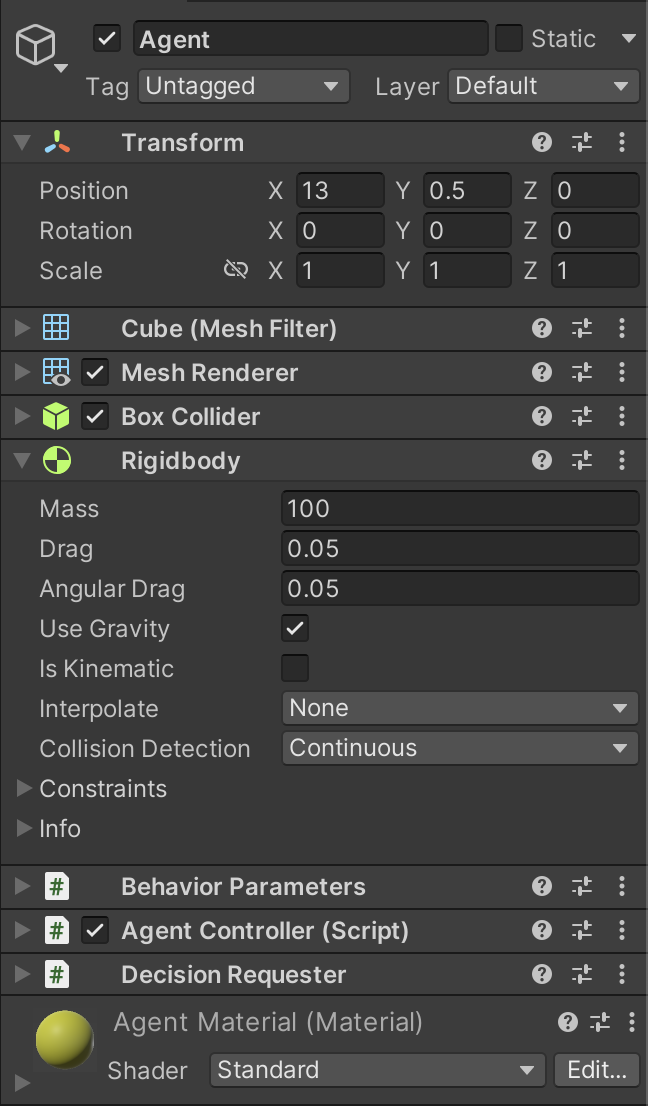 Agent Static
Tag Untagged Layer Default
Transform
Position X 13 Y 0.5 Z 0
Rotation X 0 Y 0 Z 0
Scale X 1 Y 1 Z 1
Cube (Mesh Filter)
Mesh Renderer
Box Collider
Rigidbody
Mass 100
Drag 0.05
Angular Drag 0.05
Use Gravity
Is Kinematic
Interpolate None
Collision Detection Continuous
Constraints
Info
# Behavior Parameters
# Agent Controller (Script)
# Decision Requester
Agent Material (Material)
Shader Standard Edit...